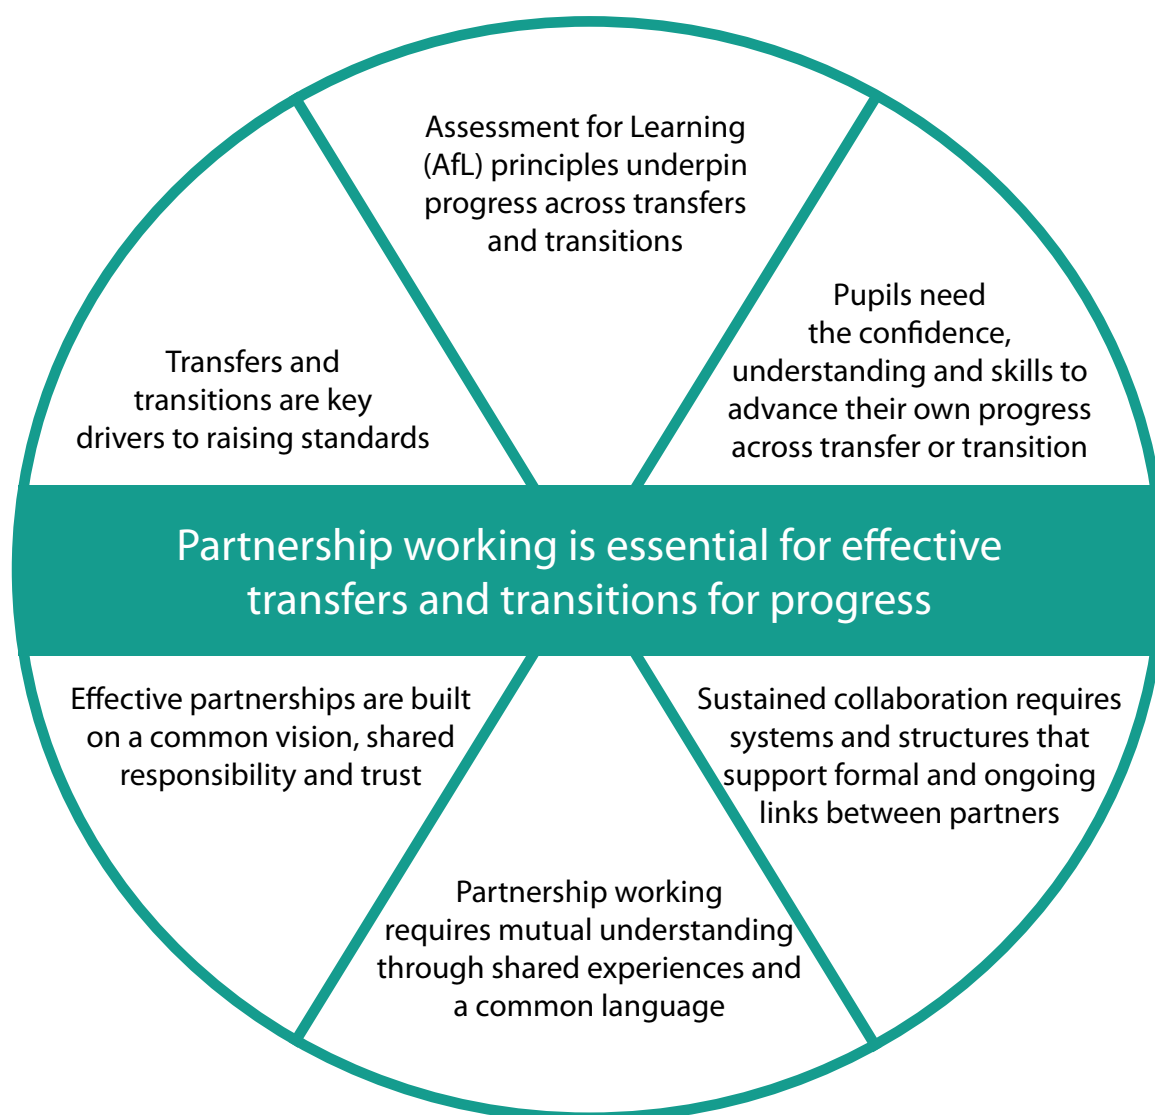 Assessment for Learning
(AfL) principles underpin
progress across transfers
and transitions
Pupils need
the confidence,
understanding and skills to
advance their own progress
across transfer or transition
Transfers and
transitions are key
drivers to raising standards
Partnership working is essential for effective
transfers and transitions for progress
Effective partnerships are built
on a common vision, shared
responsibility and trust
Sustained collaboration requires
systems and structures that
support formal and ongoing
links between partners
Partnership working
requires mutual understanding
through shared experiences and
a common language